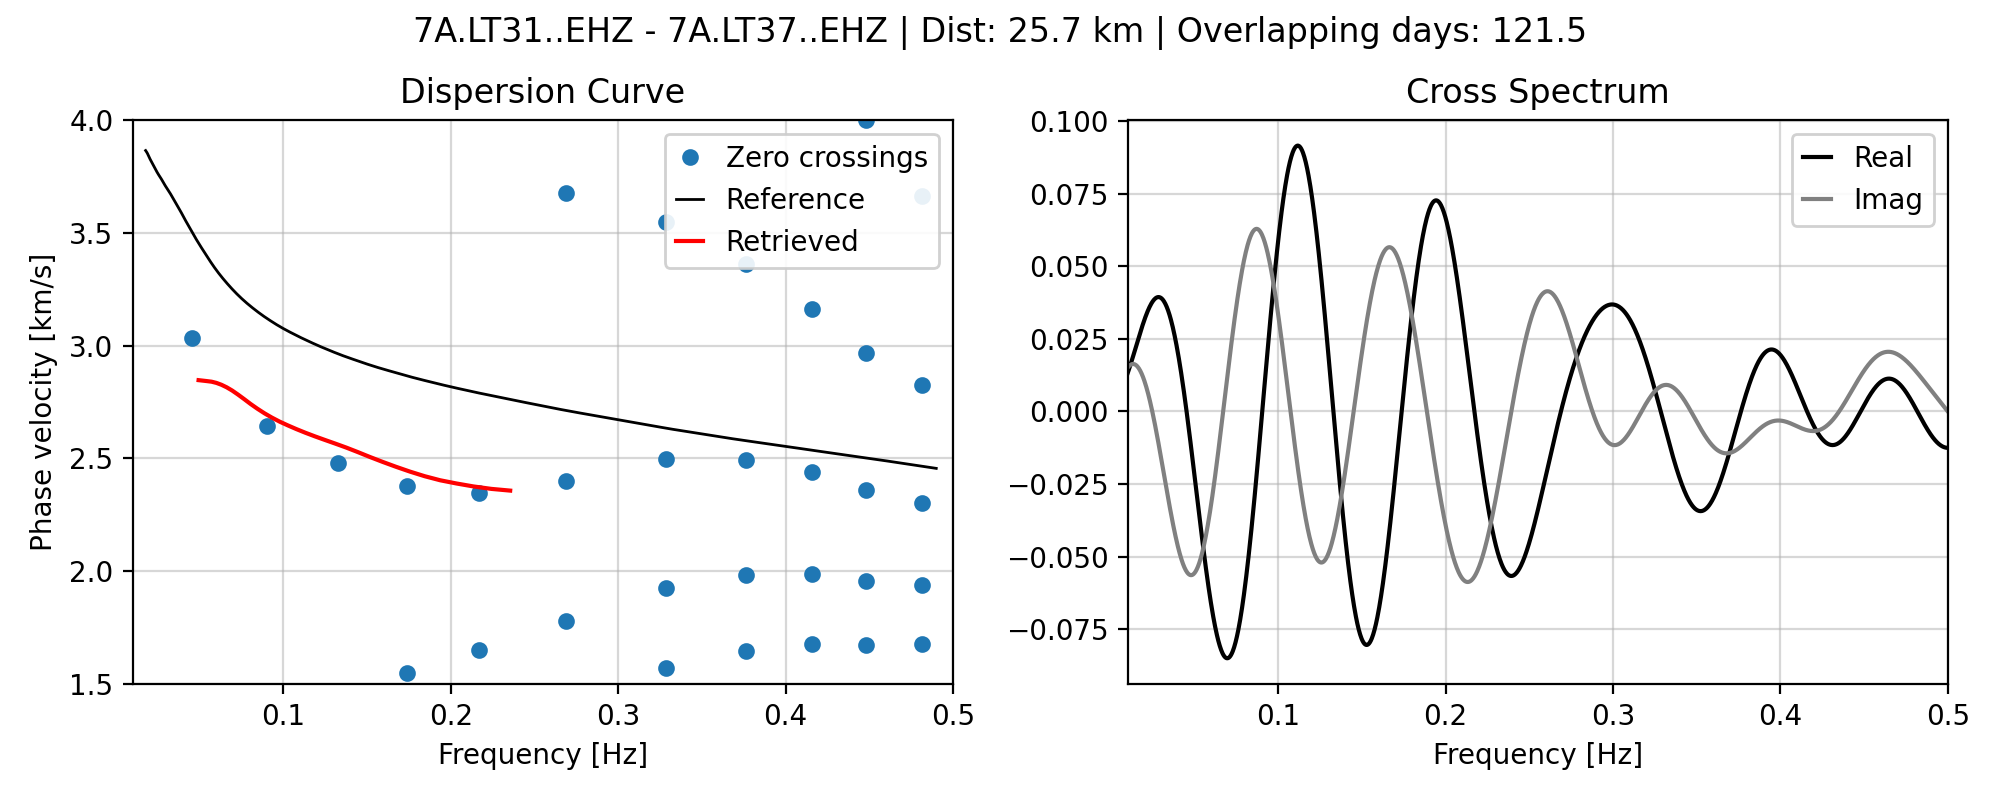 7A.LT31..EHZ - 7A.LT37..EHZ | Dist: 25.7 km | Overlapping days: 121.5
Dispersion Curve
4.0
3.5
3.0
2.5
2.0
1.5
Phase velocity [km/s]
Zero crossings
Reference
Retrieved
0.1 0.2 0.3 0.4 0.5
Frequency [Hz]
Cross Spectrum
0.100
0.075
0.050
0.025
0.000
−0.025
−0.050
−0.075
Real
Imag
0.1 0.2 0.3 0.4 0.5
Frequency [Hz]